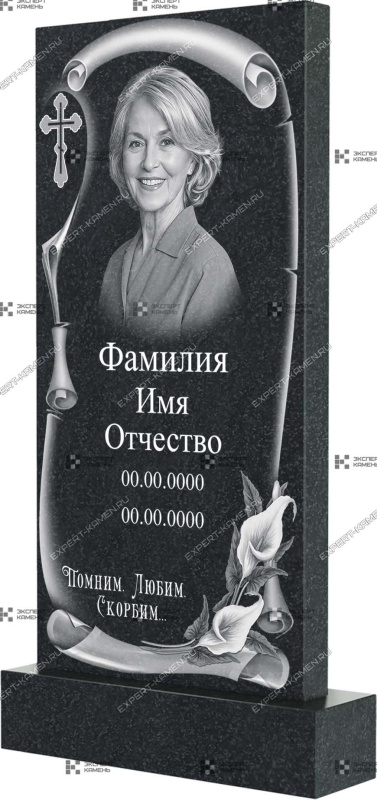 Фамилия
Имя
Отчество
00.00.0000
00.00.0000
Помним. Любим.
Скорбим...
ЭКСПЕРТ КАМЕНЬ
EXPERT-KAMEN.RU